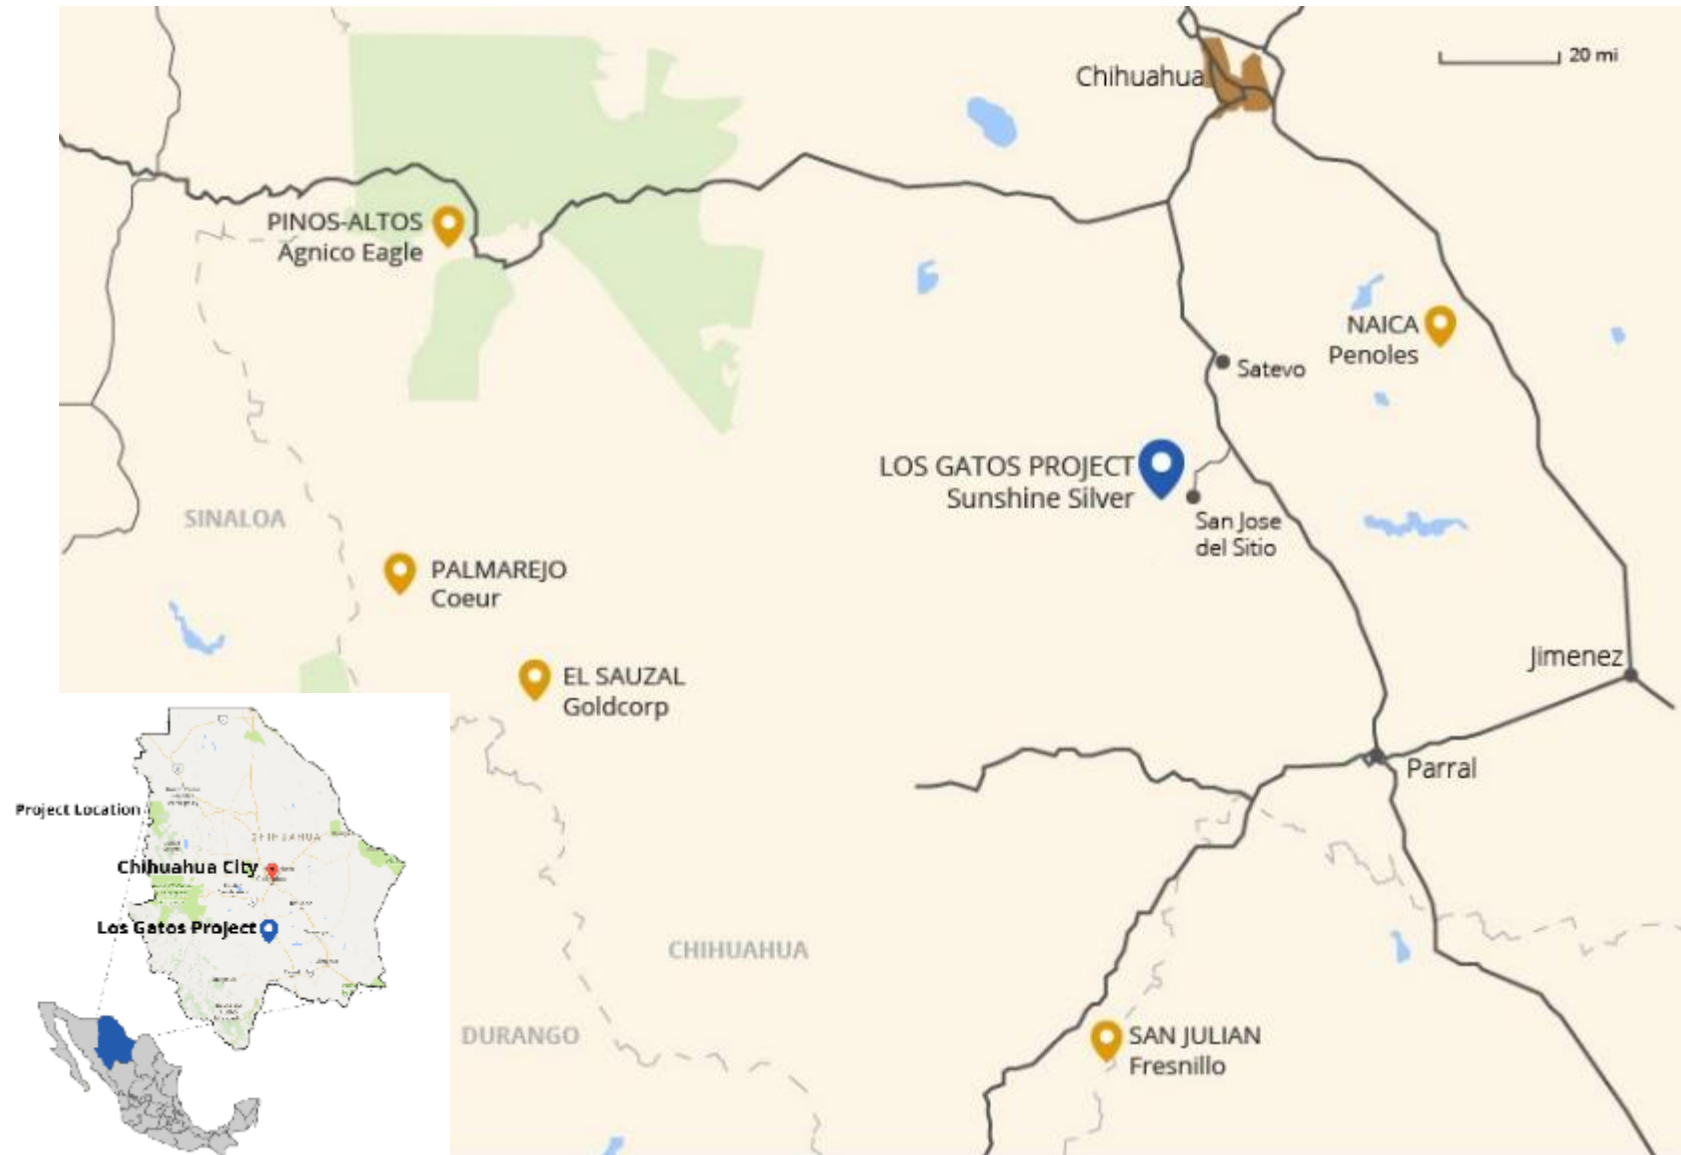 20 mi
Chihuahua
PINOS-ALTOS
Agnico Eagle
NAICA
Penoles
Satevo
LOS GATOS PROJECT
Sunshine Silver
San Jose
del Sitio
SINALOA
PALMAREJO
Coeur
EL SAUZAL
Goldcorp
Jimenez
Parral
Project Location
CHIHUAHUA
Chihuahua City
Los Gatos Project
CHIHUAHUA
DURANGO
SAN JULIAN
Fresnillo